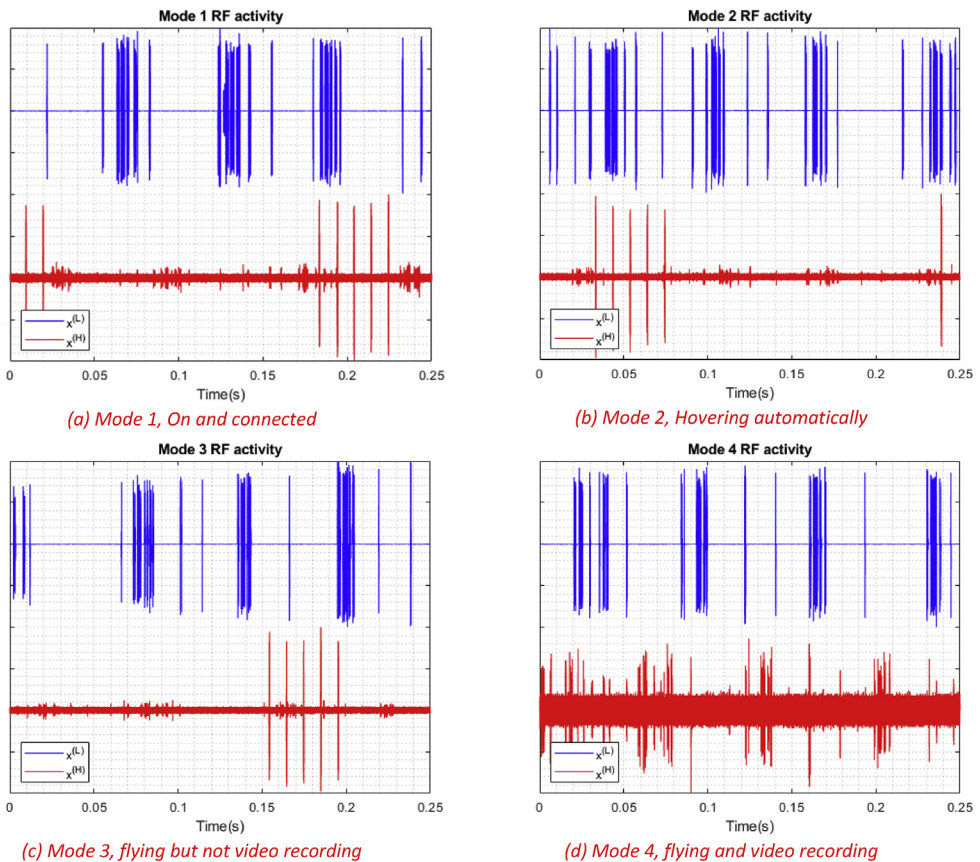 Mode 1 RF activity
x(L)
x(H)
0 0.05 0.1 0.15 0.2 0.25
Time(s)
(a) Mode 1, On and connected
Mode 2 RF activity
x(L)
x(H)
0 0.05 0.1 0.15 0.2 0.25
Time(s)
(b) Mode 2, Hovering automatically
Mode 3 RF activity
x(L)
x(H)
0 0.05 0.1 0.15 0.2 0.25
Time(s)
(c) Mode 3, flying but not video recording
Mode 4 RF activity
x(L)
x(H)
0 0.05 0.1 0.15 0.2 0.25
Time(s)
(d) Mode 4, flying and video recording